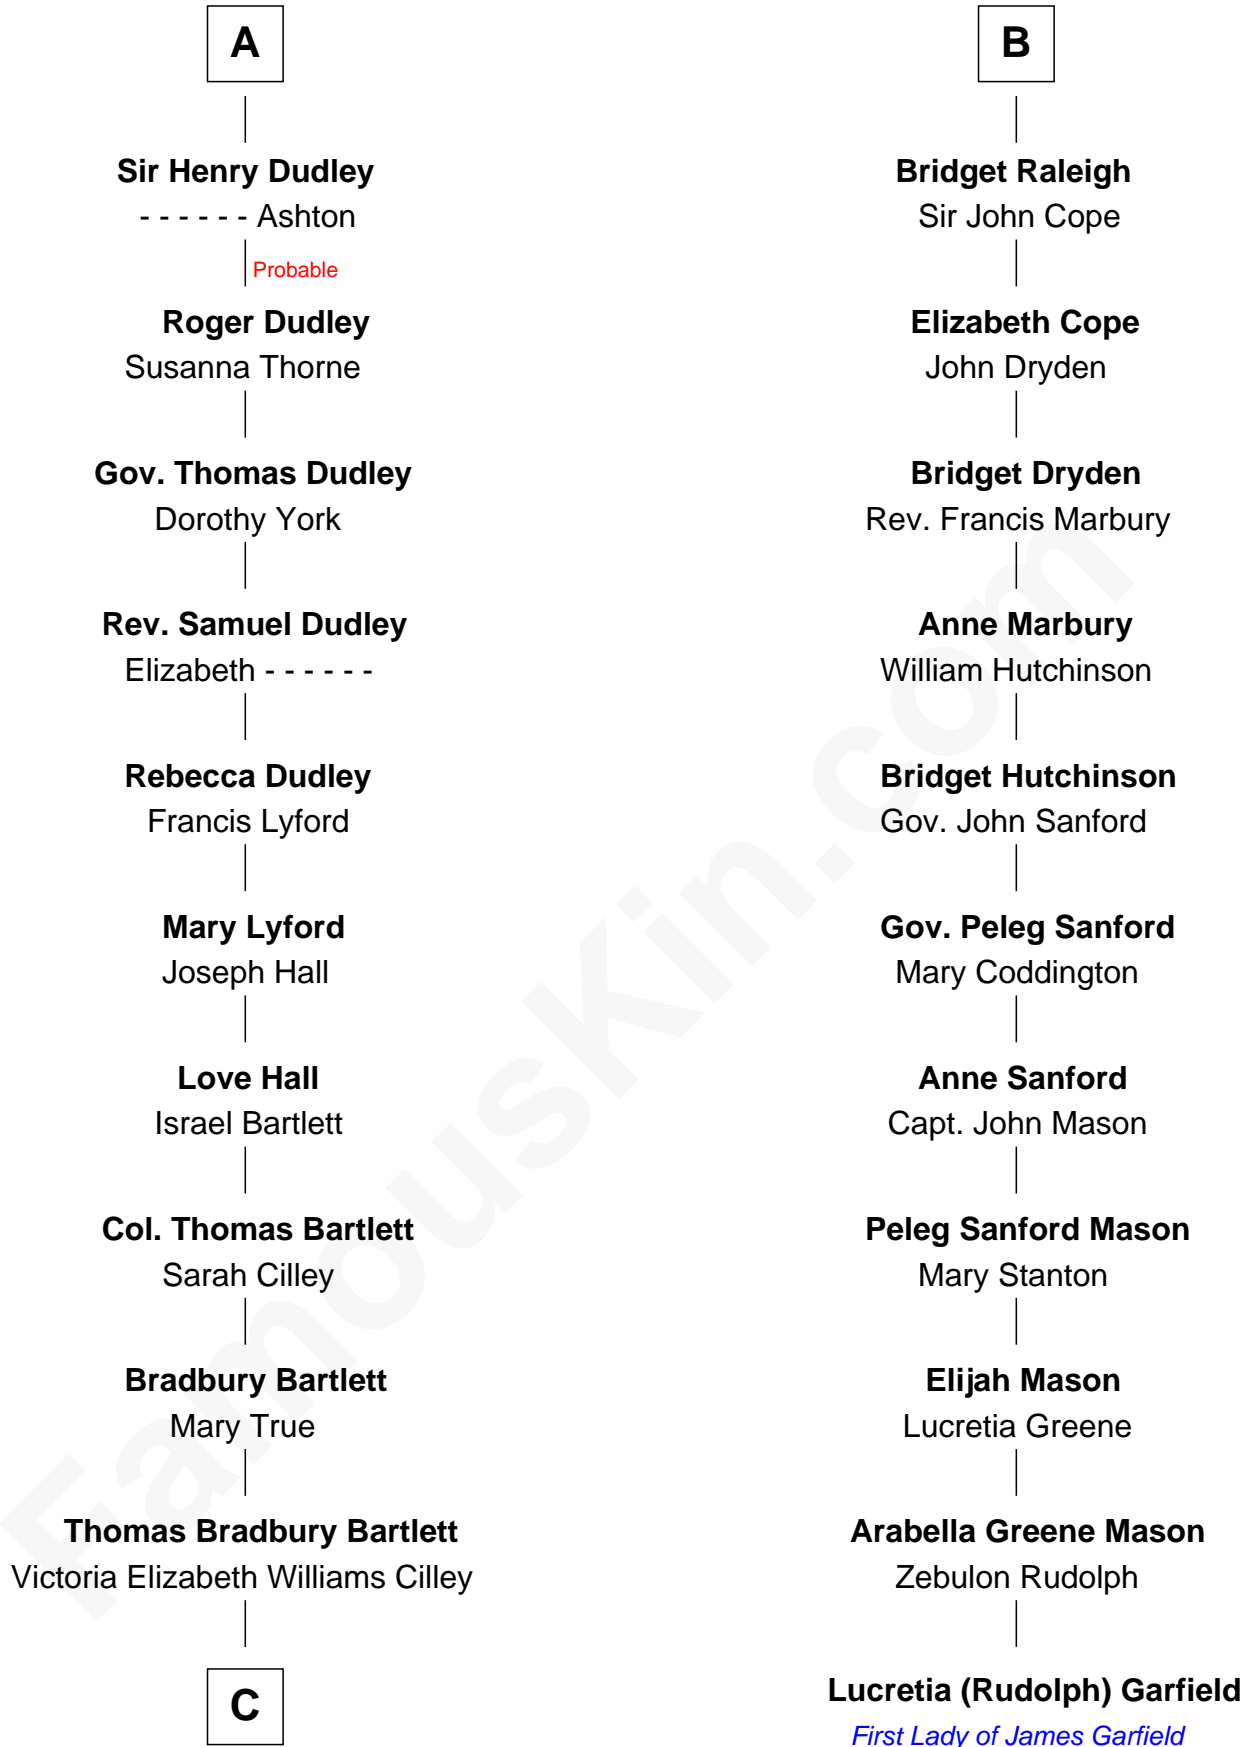 A
Sir Henry Dudley
- - - - - - Ashton
Probable
Roger Dudley
Susanna Thorne
Gov. Thomas Dudley
Dorothy York
Rev. Samuel Dudley
Elizabeth - - - - - -
Rebecca Dudley
Francis Lyford
Mary Lyford
Joseph Hall
Love Hall
Israel Bartlett
Col. Thomas Bartlett
Sarah Cilley
Bradbury Bartlett
Mary True
Thomas Bradbury Bartlett
Victoria Elizabeth Williams Cilley
C
B
Bridget Raleigh
Sir John Cope
Elizabeth Cope
John Dryden
Bridget Dryden
Rev. Francis Marbury
Anne Marbury
William Hutchinson
Bridget Hutchinson
Gov. John Sanford
Gov. Peleg Sanford
Mary Coddington
Anne Sanford
Capt. John Mason
Peleg Sanford Mason
Mary Stanton
Elijah Mason
Lucretia Greene
Arabella Greene Mason
Zebulon Rudolph
Lucretia (Rudolph) Garfield
First Lady of James Garfield
FamousKin.com